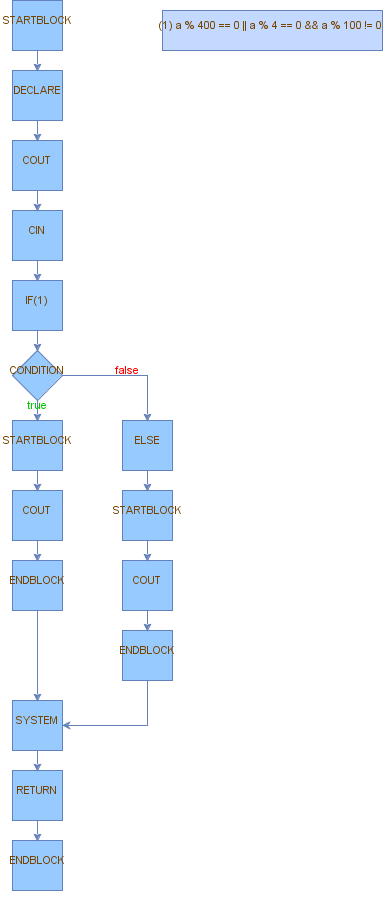 STARTBLOCK
(1) a % 400 == 0 || a % 4 == 0 && a % 100 != 0
DECLARE
COUT
CIN
IF(1)
CONDITION
false
true
STARTBLOCK
ELSE
COUT
STARTBLOCK
ENDBLOCK
COUT
ENDBLOCK
SYSTEM
RETURN
ENDBLOCK